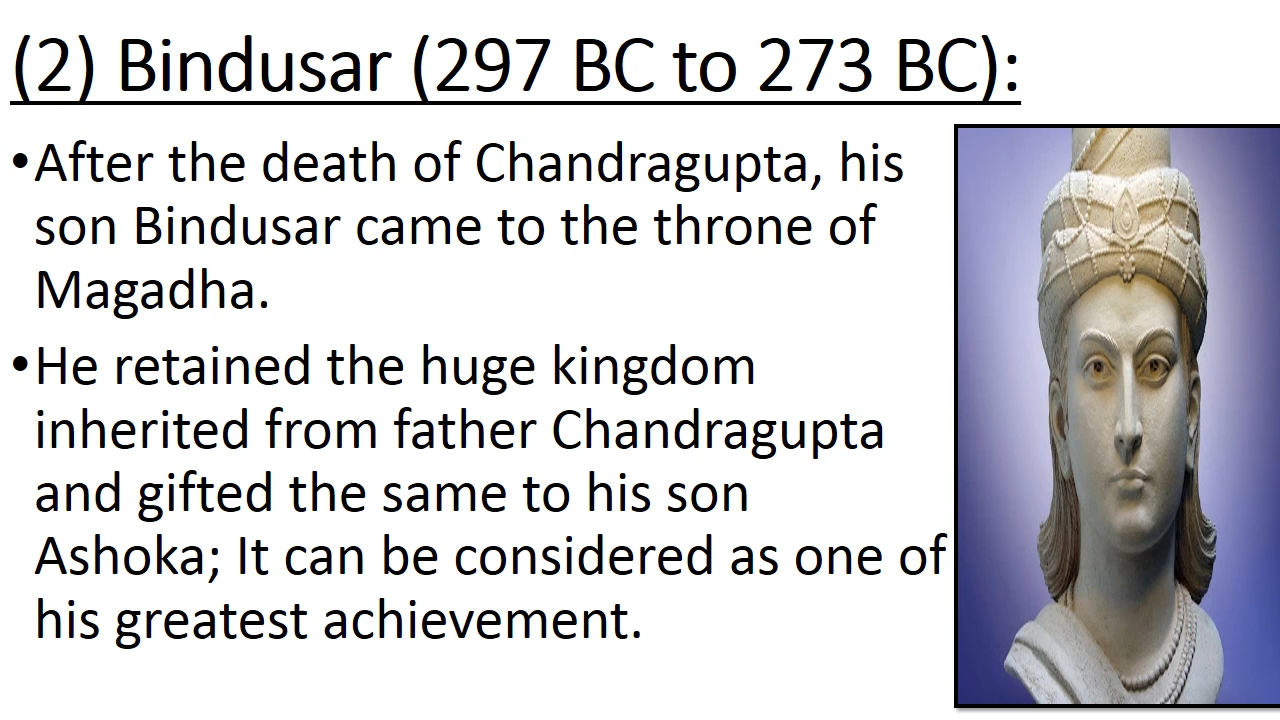 (2) Bindusar (297 BC to 273 BC):
•After the death of Chandragupta, his
son Bindusar came to the throne of
Magadha.
•He retained the huge kingdom
inherited from father Chandragupta
and gifted the same to his son
Ashoka; It can be considered as one of
his greatest achievement.